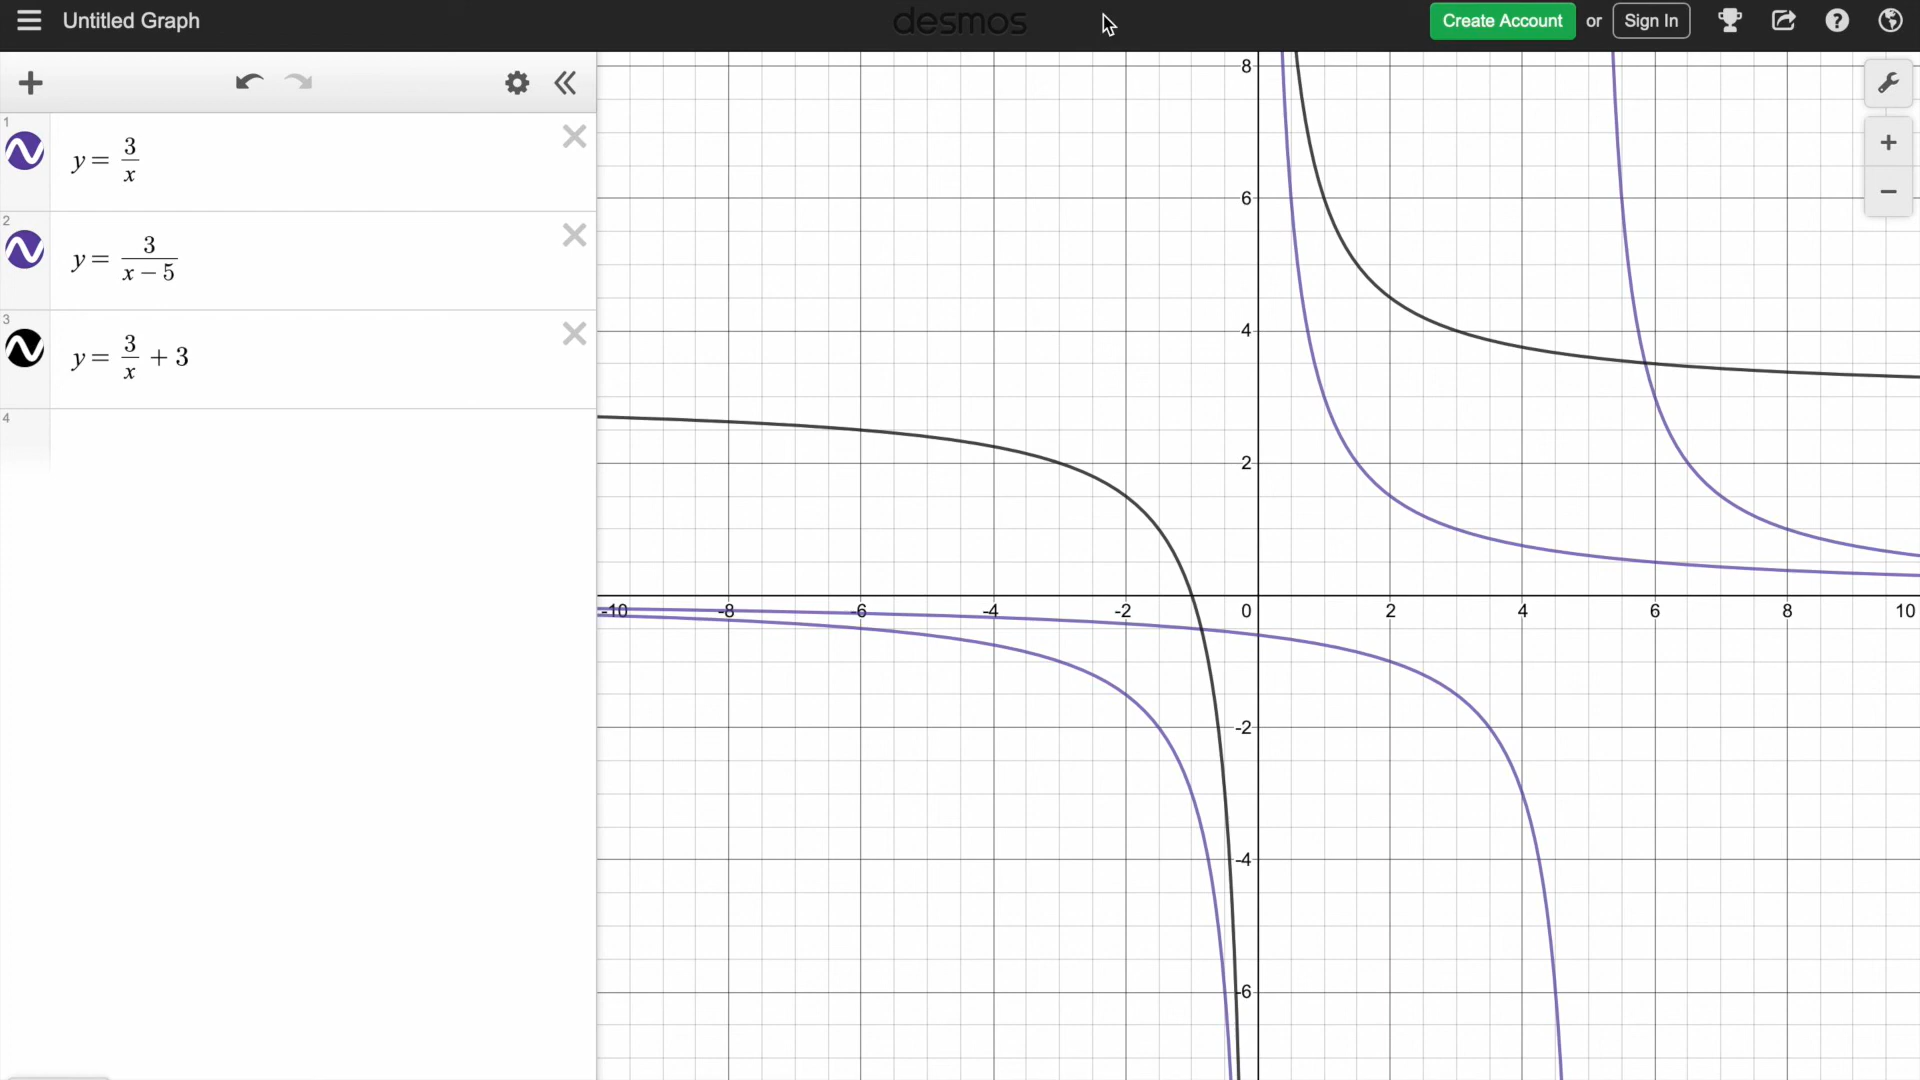 Untitled Graph
desmos
Create Account or Sign In
1
y = 3/x
2
y = 3/(x − 5)
3
y = 3/x + 3
4
8
6
4
2
-10 -8 -6 -4 -2 0 2 4 6 8 10
-2
-4
-6